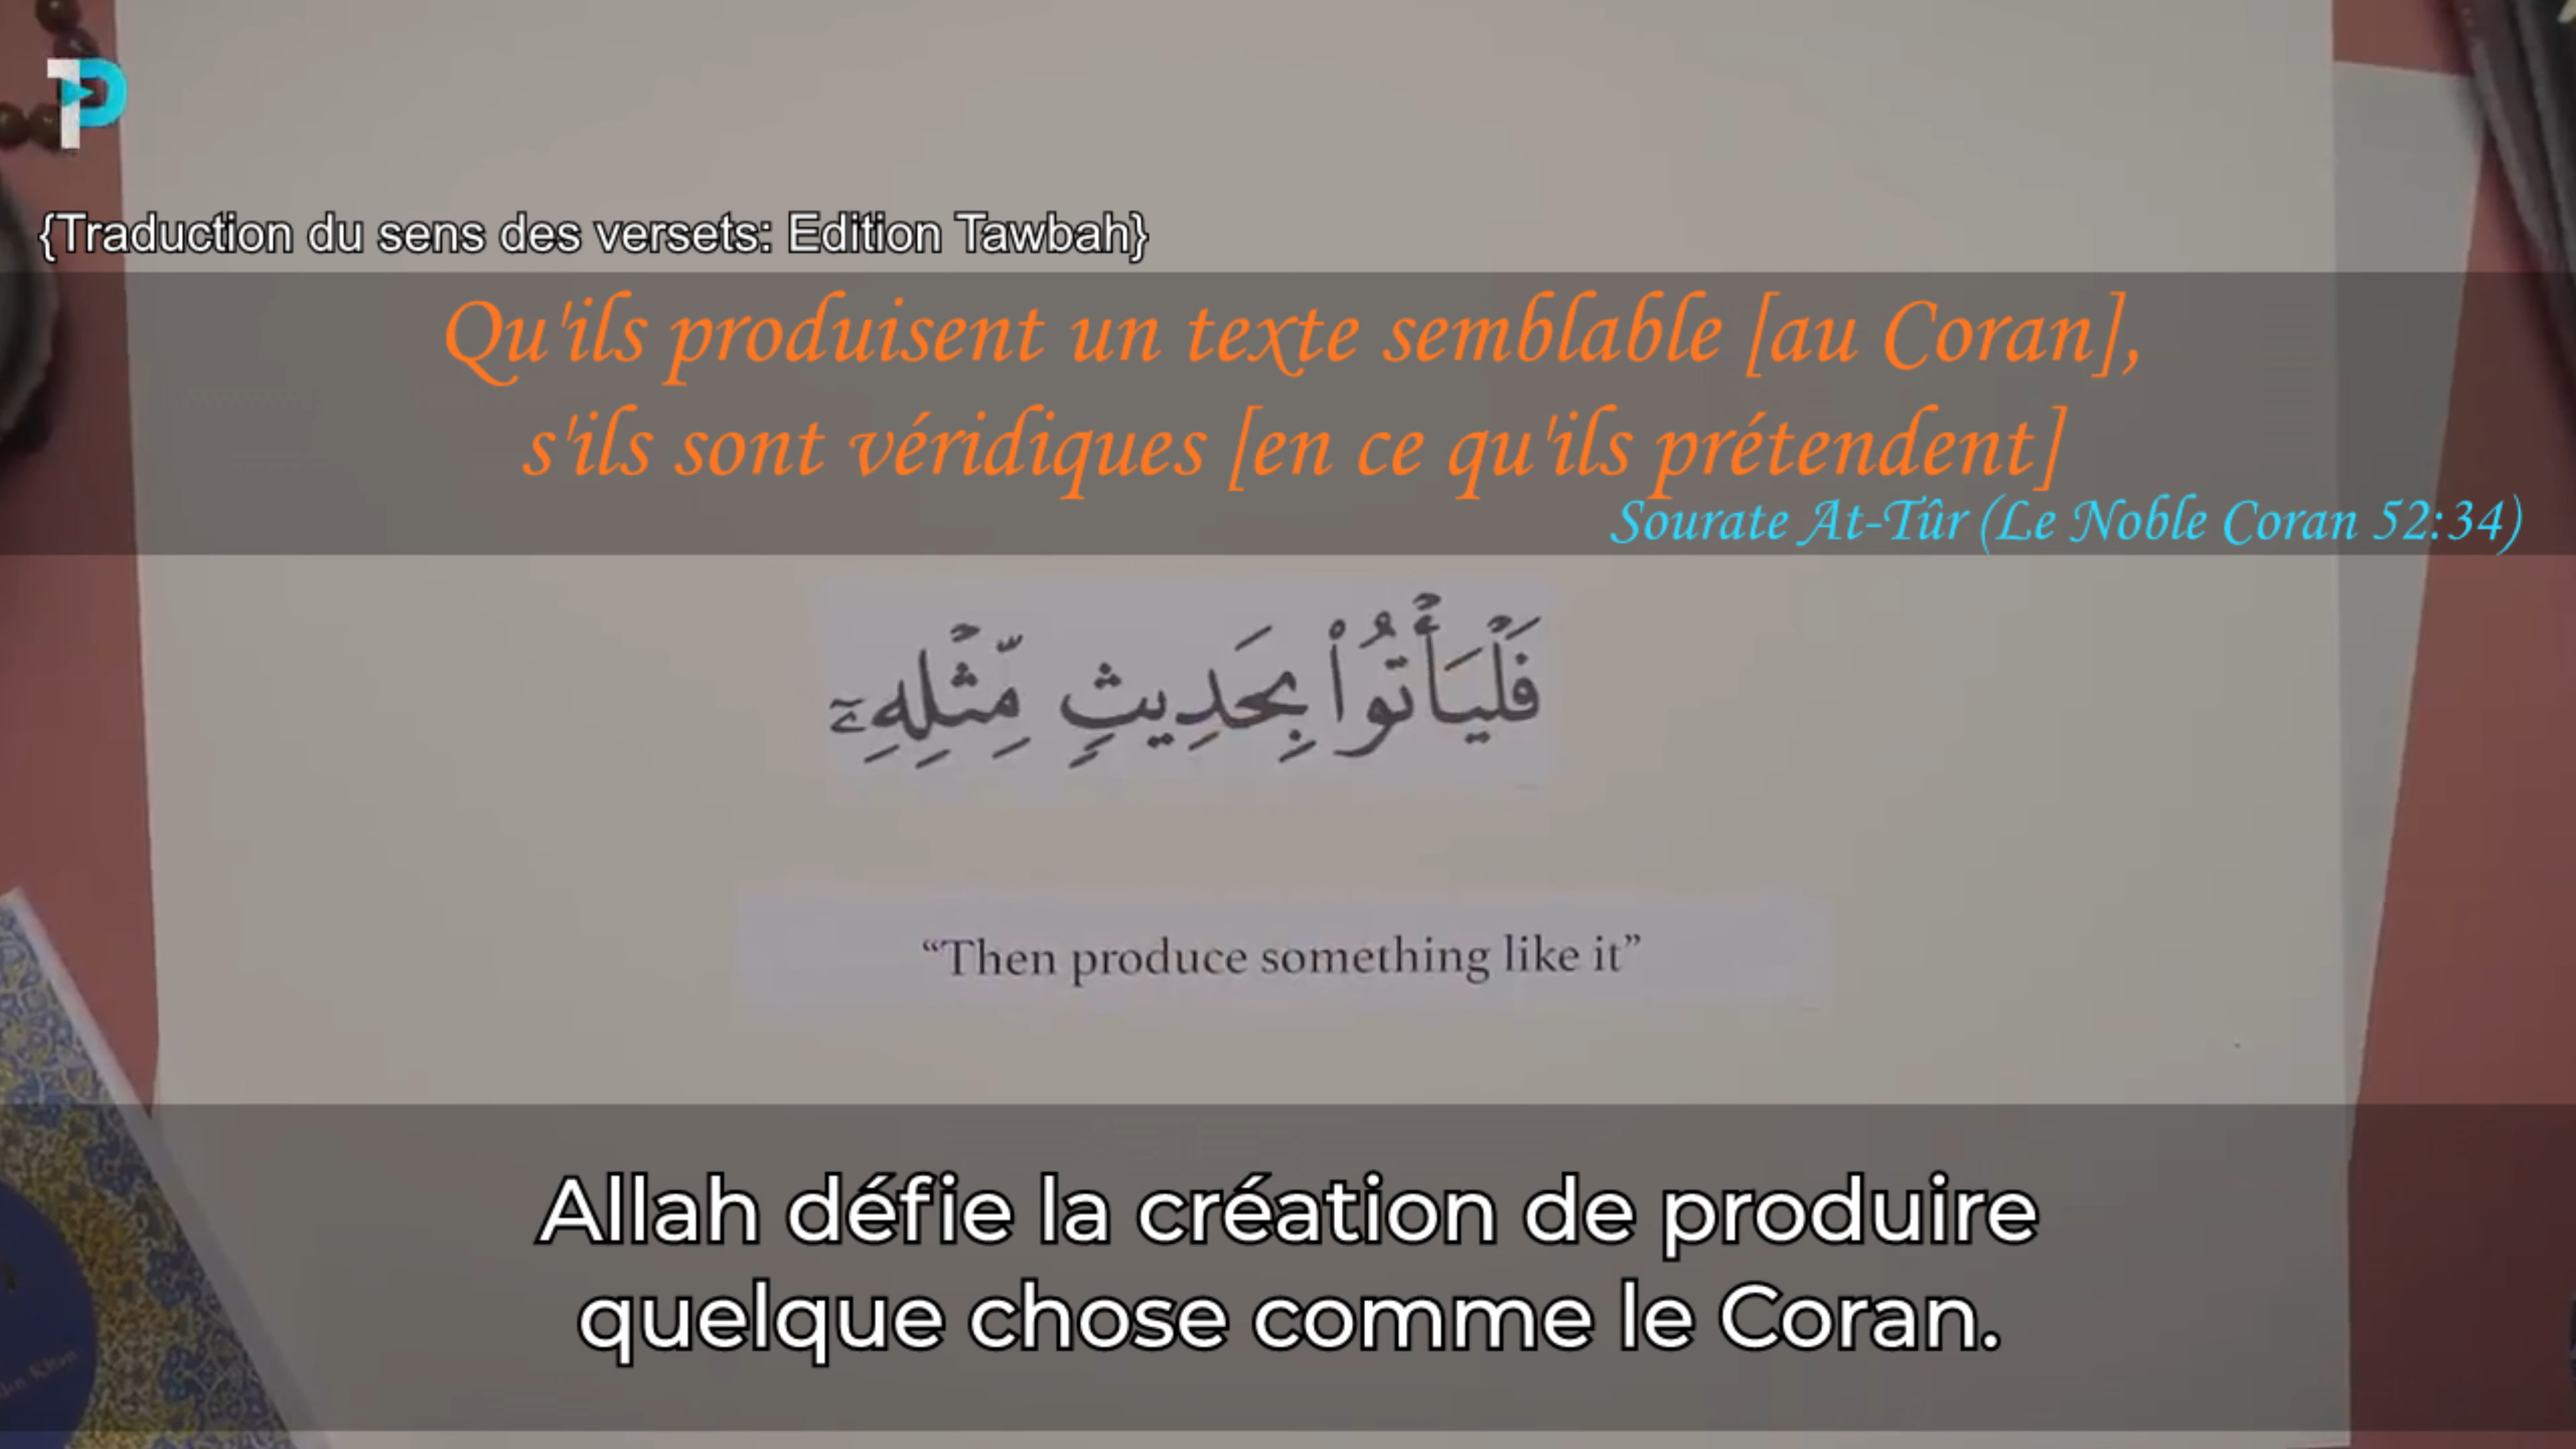 {Traduction du sens des versets: Edition Tawbah}
Qu'ils produisent un texte semblable [au Coran],
s'ils sont véridiques [en ce qu'ils prétendent]
Sourate At-Tûr (Le Noble Coran 52:34)
فَلْيَأْتُوا۟ بِحَدِيثٍ مِّثْلِهِۦٓ
“Then produce something like it”
Allah défie la création de produire
quelque chose comme le Coran.